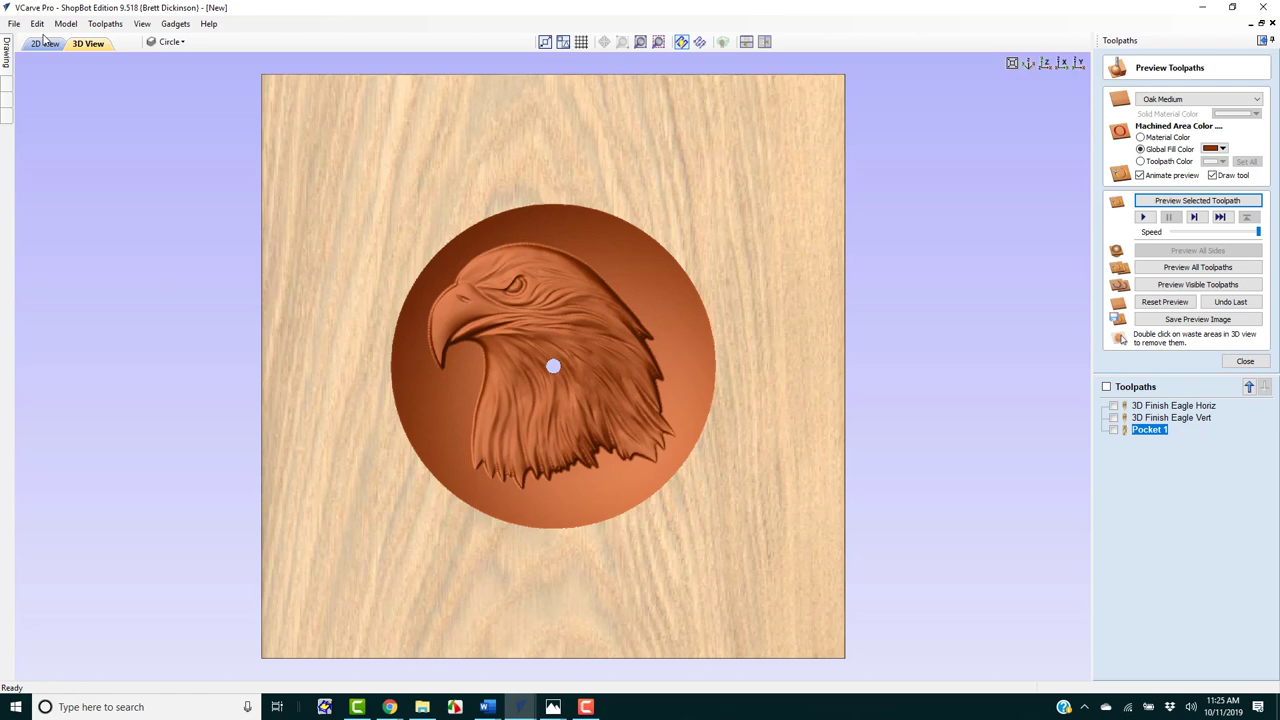 VCarve Pro - ShopBot Edition 9.518 (Brett Dickinson) - [New]
File Edit Model Toolpaths View Gadgets Help
2D View 3D View Circle
Drawing
Toolpaths
Preview Toolpaths
Oak Medium
Solid Material Color
Machined Area Color ....
Material Color
Global Fill Color
Toolpath Color Set All
Animate preview Draw tool
Preview Selected Toolpath
Speed
Preview All Sides
Preview All Toolpaths
Preview Visible Toolpaths
Reset Preview Undo Last
Save Preview Image
Double click on waste areas in 3D view
to remove them.
Close
Toolpaths
3D Finish Eagle Horiz
3D Finish Eagle Vert
Pocket 1
Ready
Type here to search
11:25 AM
10/11/2019